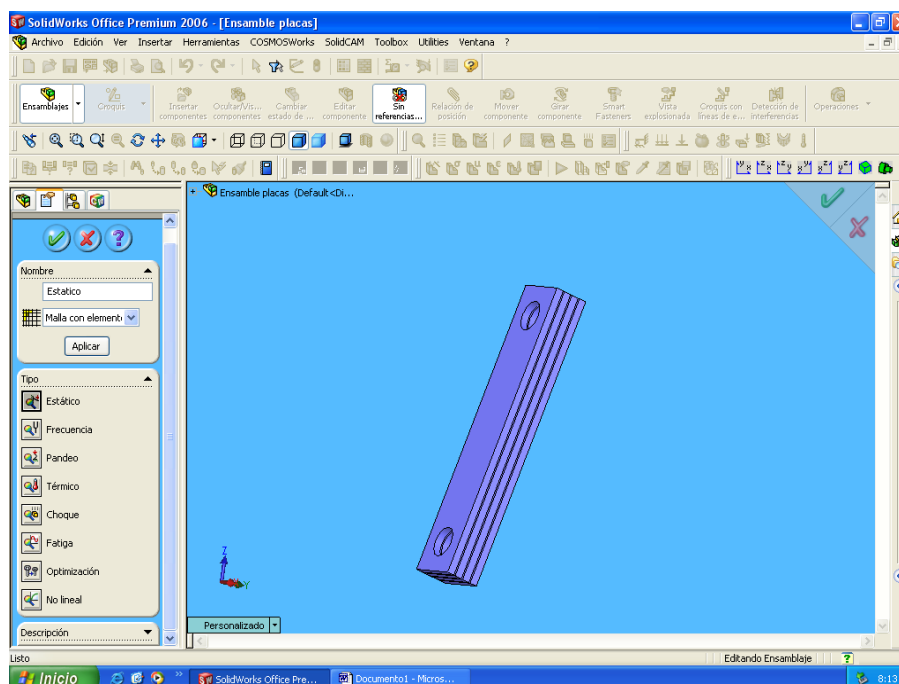 SolidWorks Office Premium 2006 - [Ensamble placas]
Archivo Edición Ver Insertar Herramientas COSMOSWorks SolidCAM Toolbox Utilities Ventana ?
Ensamblajes Croquis Insertar componentes Ocultar/Vis... componentes Cambiar estado de ... Editar componente Sin referencias... Relación de posición Mover componente Girar componente Smart Fasteners Vista explosionada Croquis con líneas de e... Detección de interferencias Operaciones
+ Ensamble placas (Default<Di...
Nombre
Estatico
Malla con element
Aplicar
Tipo
Estático
Frecuencia
Pandeo
Térmico
Choque
Fatiga
Optimización
No lineal
Descripción
Z
Y
Personalizado
Listo
Editando Ensamblaje
?
Inicio
»
SolidWorks Office Pre...
Documento1 - Micros...
8:13